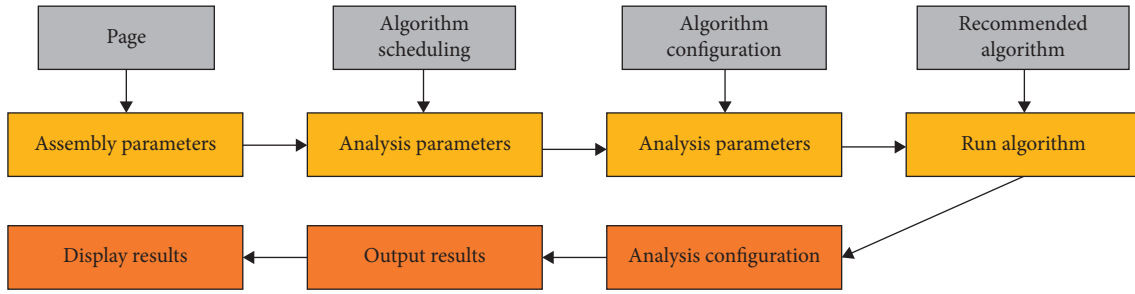 Page
Algorithm
scheduling
Algorithm
configuration
Recommended
algorithm
Assembly parameters
Analysis parameters
Analysis parameters
Run algorithm
Display results
Output results
Analysis configuration